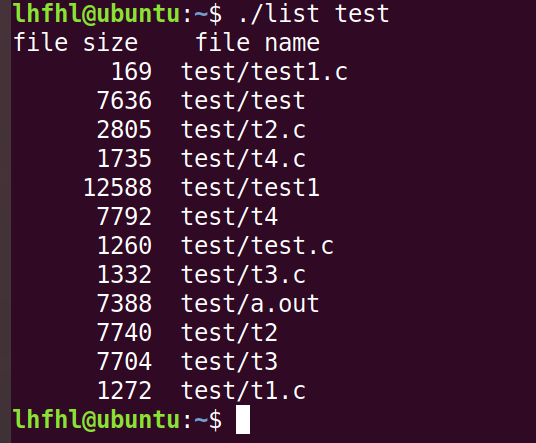 lhfhl@ubuntu:~$ ./list test
file size    file name
       169  test/test1.c
      7636  test/test
      2805  test/t2.c
      1735  test/t4.c
     12588  test/test1
      7792  test/t4
      1260  test/test.c
      1332  test/t3.c
      7388  test/a.out
      7740  test/t2
      7704  test/t3
      1272  test/t1.c
lhfhl@ubuntu:~$